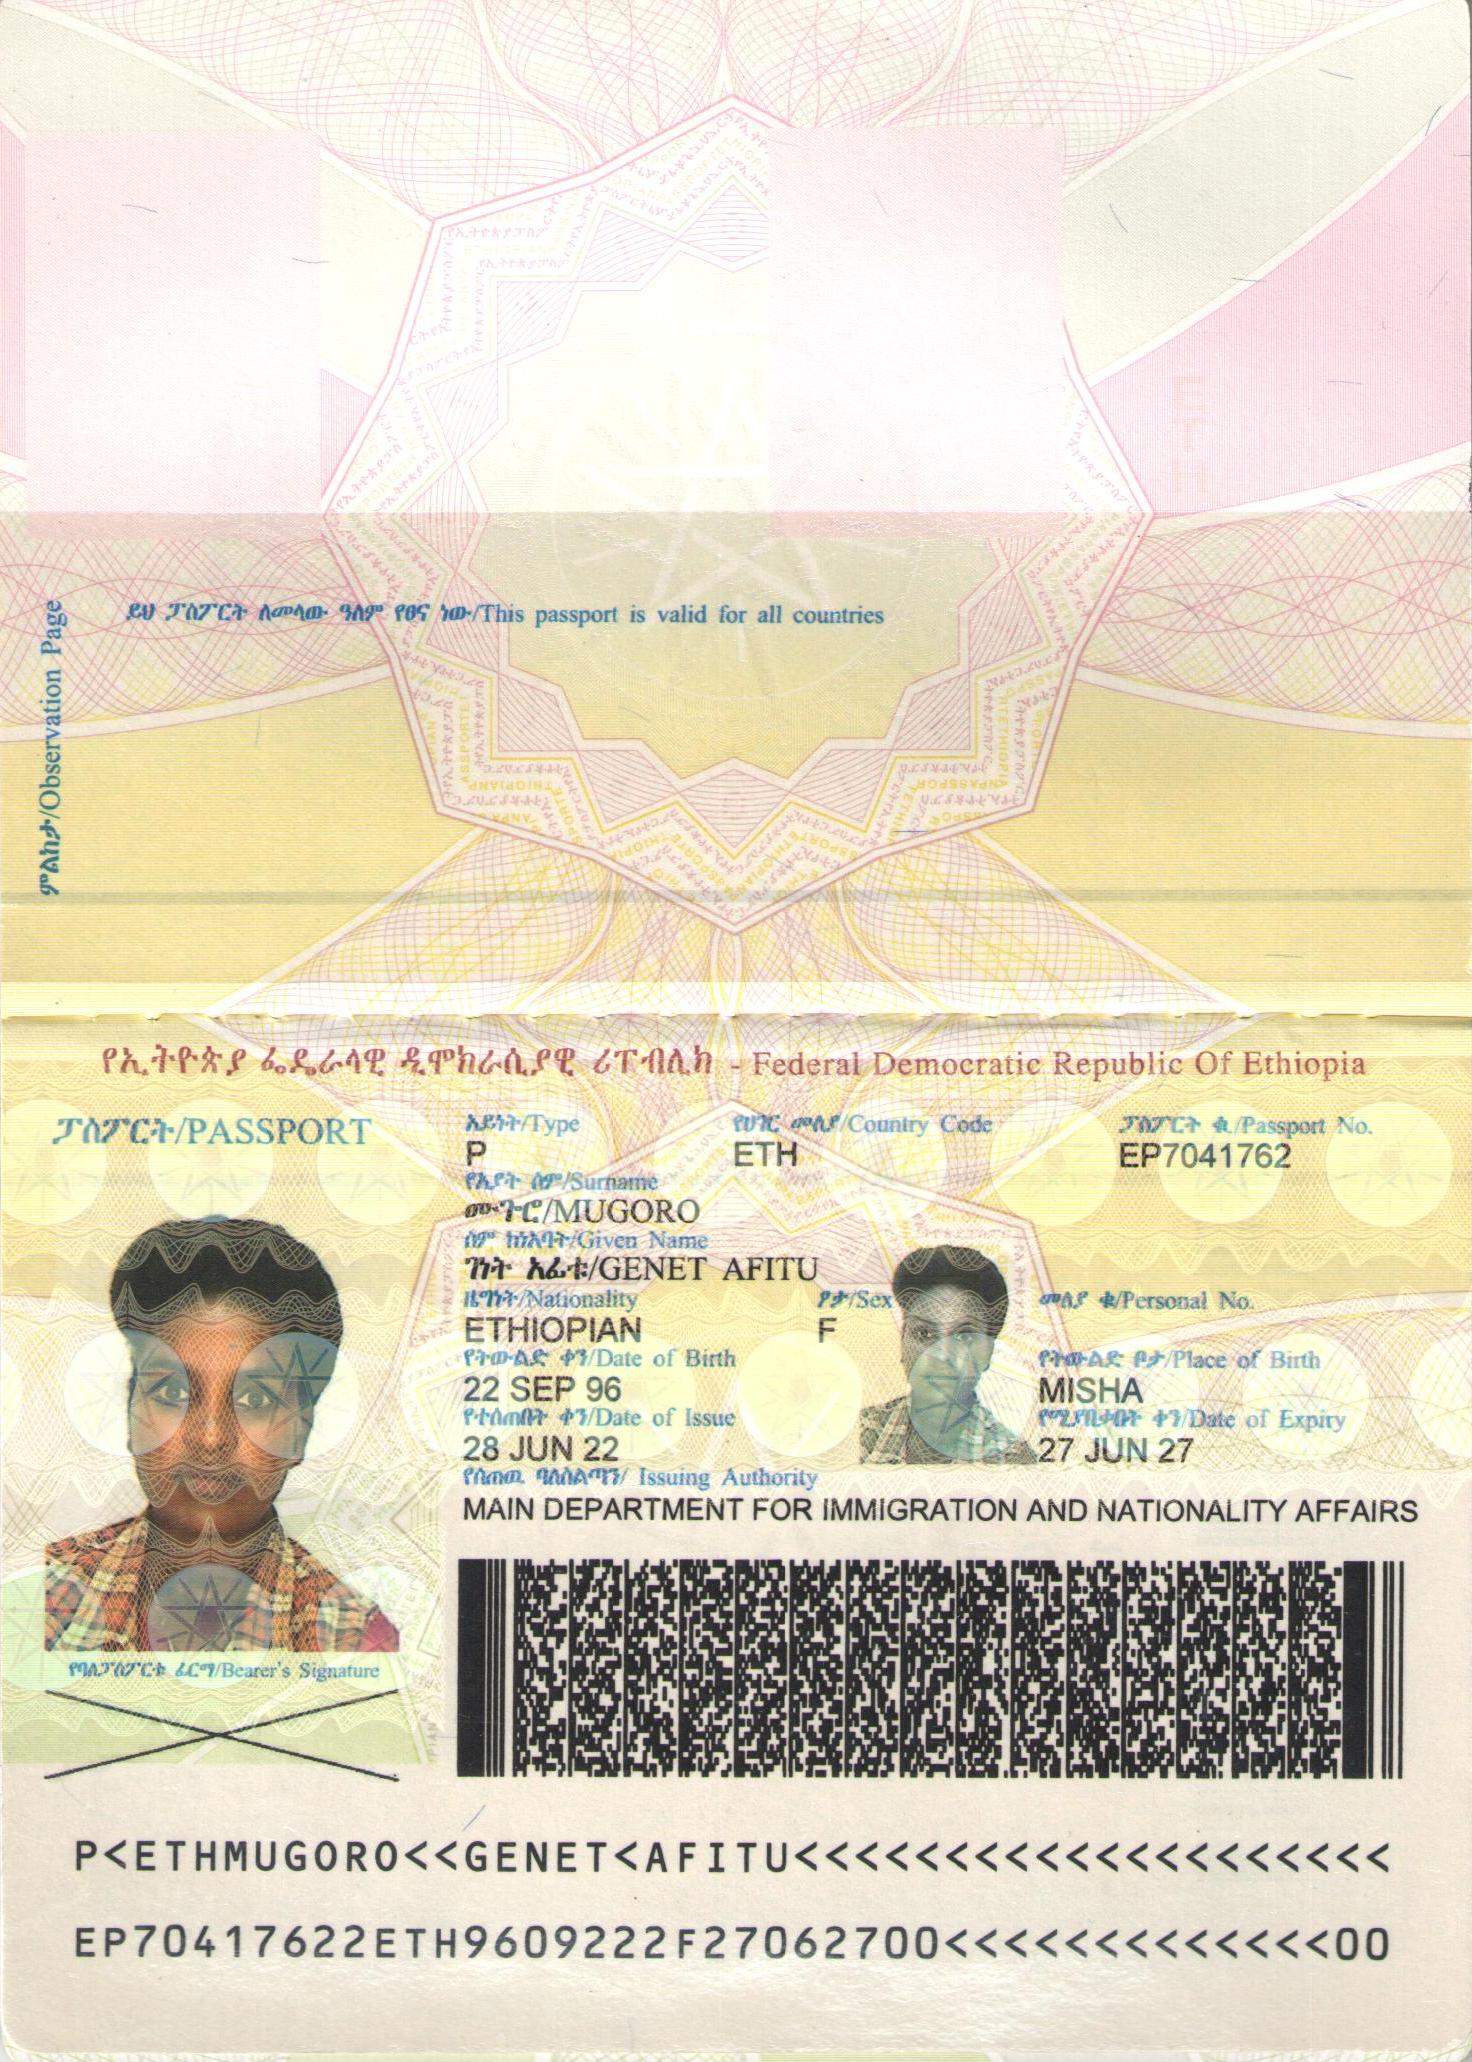 ይህ ፓስፖርት ለመላው ዓለም የፀና ነው/This passport is valid for all countries
ምልከታ/Observation Page
የኢትዮጵያ ፌዴራላዊ ዲሞክራሲያዊ ሪፐብሊክ - Federal Democratic Republic Of Ethiopia
ፓስፖርት/PASSPORT
አይነት/Type
P
የሀገር መለያ/Country Code
ETH
ፓስፖርት ቁ./Passport No.
EP7041762
የአያት ስም/Surname
ሙጎሮ/MUGORO
ስም ከነአባት/Given Name
ገነት አፊቱ/GENET AFITU
ዜግነት/Nationality
ETHIOPIAN
ፆታ/Sex
F
መለያ ቁ/Personal No.
የትውልድ ቀን/Date of Birth
22 SEP 96
የትውልድ ቦታ/Place of Birth
MISHA
የተሰጠበት ቀን/Date of Issue
28 JUN 22
የሚያበቃበት ቀን/Date of Expiry
27 JUN 27
የሰጠዉ ባለስልጣን/ Issuing Authority
MAIN DEPARTMENT FOR IMMIGRATION AND NATIONALITY AFFAIRS
የባለፓስፖርቱ ፊርማ/Bearer's Signature
P<ETHMUGORO<<GENET<AFITU<<<<<<<<<<<<<<<<<<<<
EP70417622ETH9609222F27062700<<<<<<<<<<<<<00